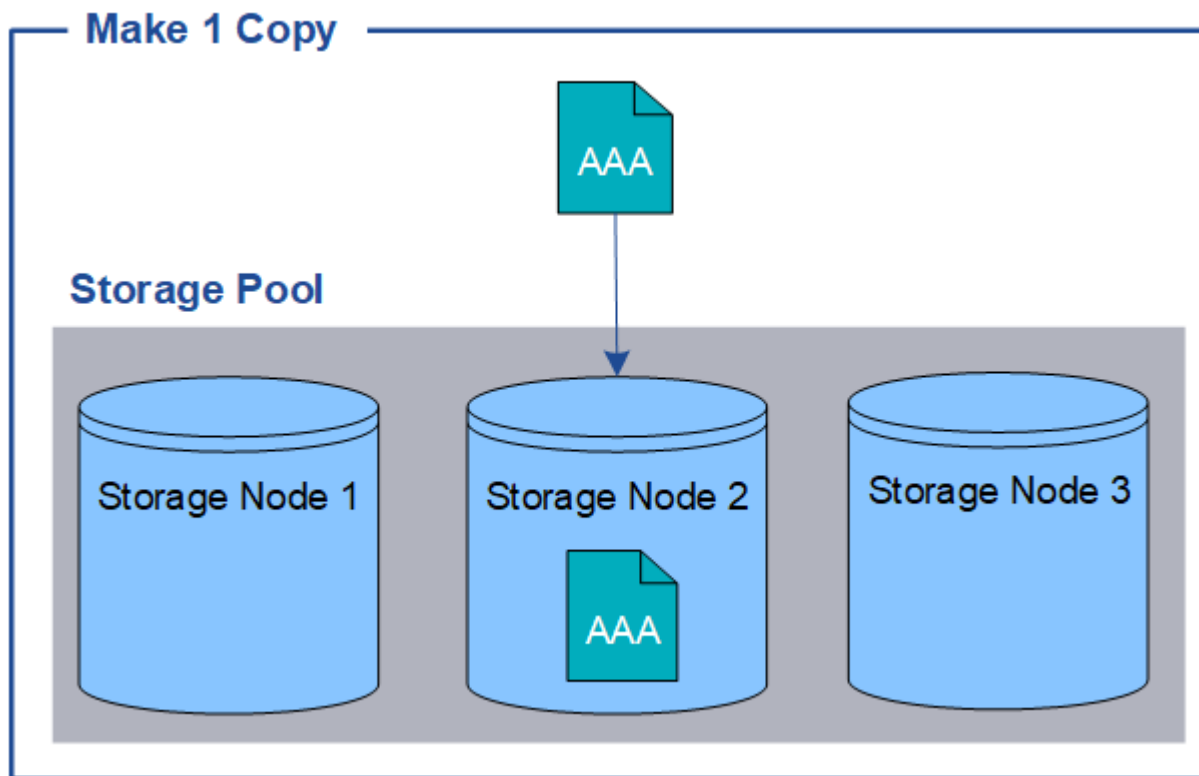 Make 1 Copy
AAA
Storage Pool
Storage Node 1
Storage Node 2
Storage Node 3
AAA